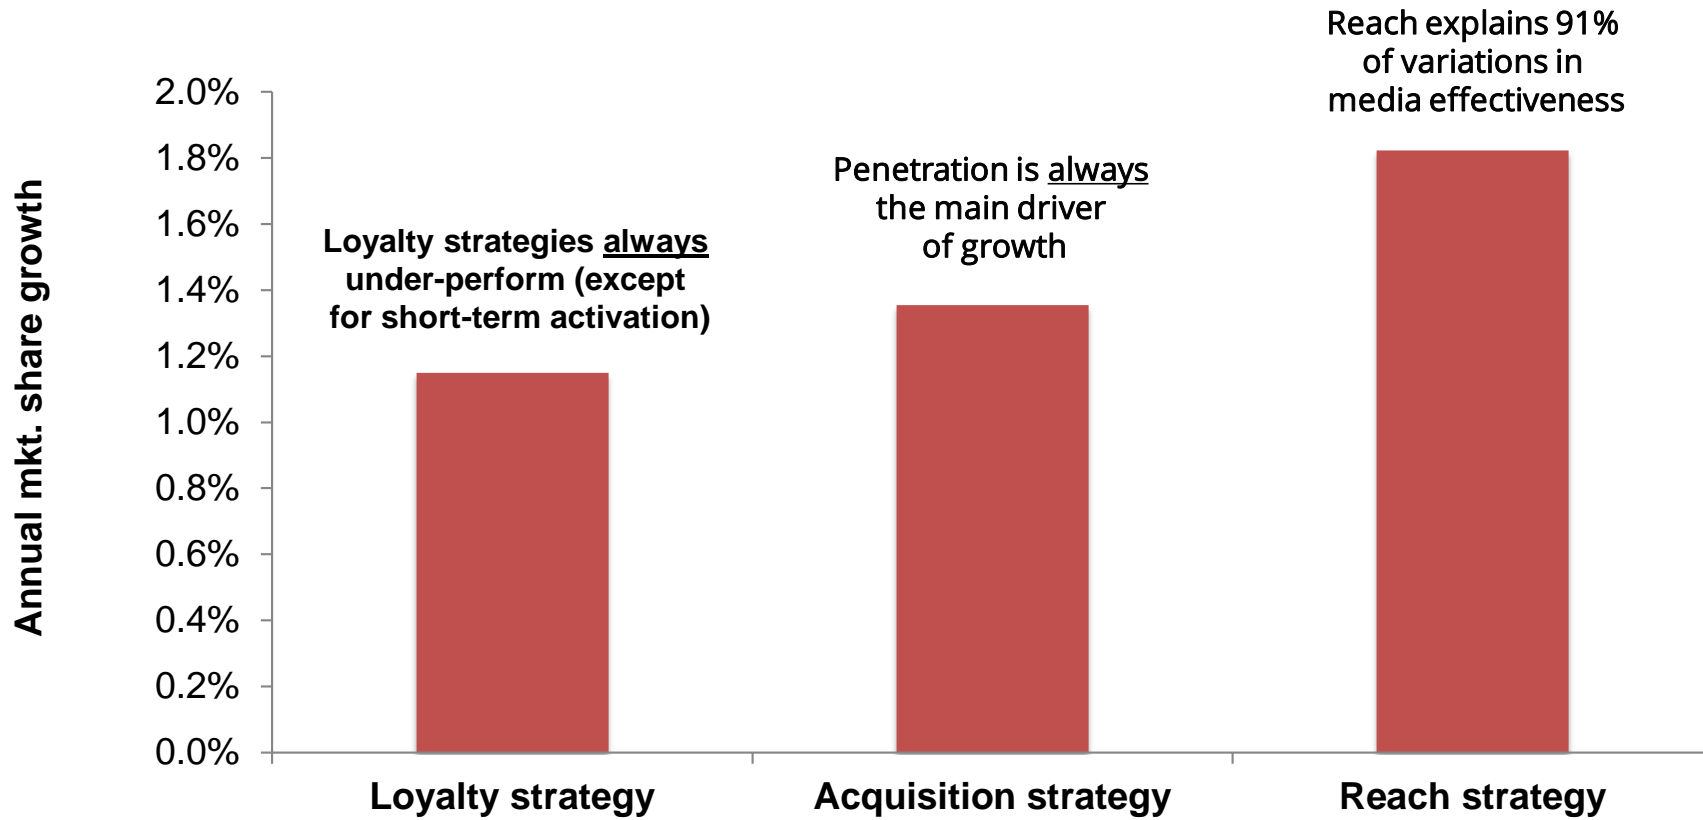 Reach explains 91%
of variations in
media effectiveness
2.0%
1.8%
Penetration is always
the main driver
of growth
1.6%
Loyalty strategies always
under-perform (except
for short-term activation)
1.4%
1.2%
1.0%
0.8%
0.6%
0.4%
0.2%
0.0%
Annual mkt. share growth
Loyalty strategy
Acquisition strategy
Reach strategy